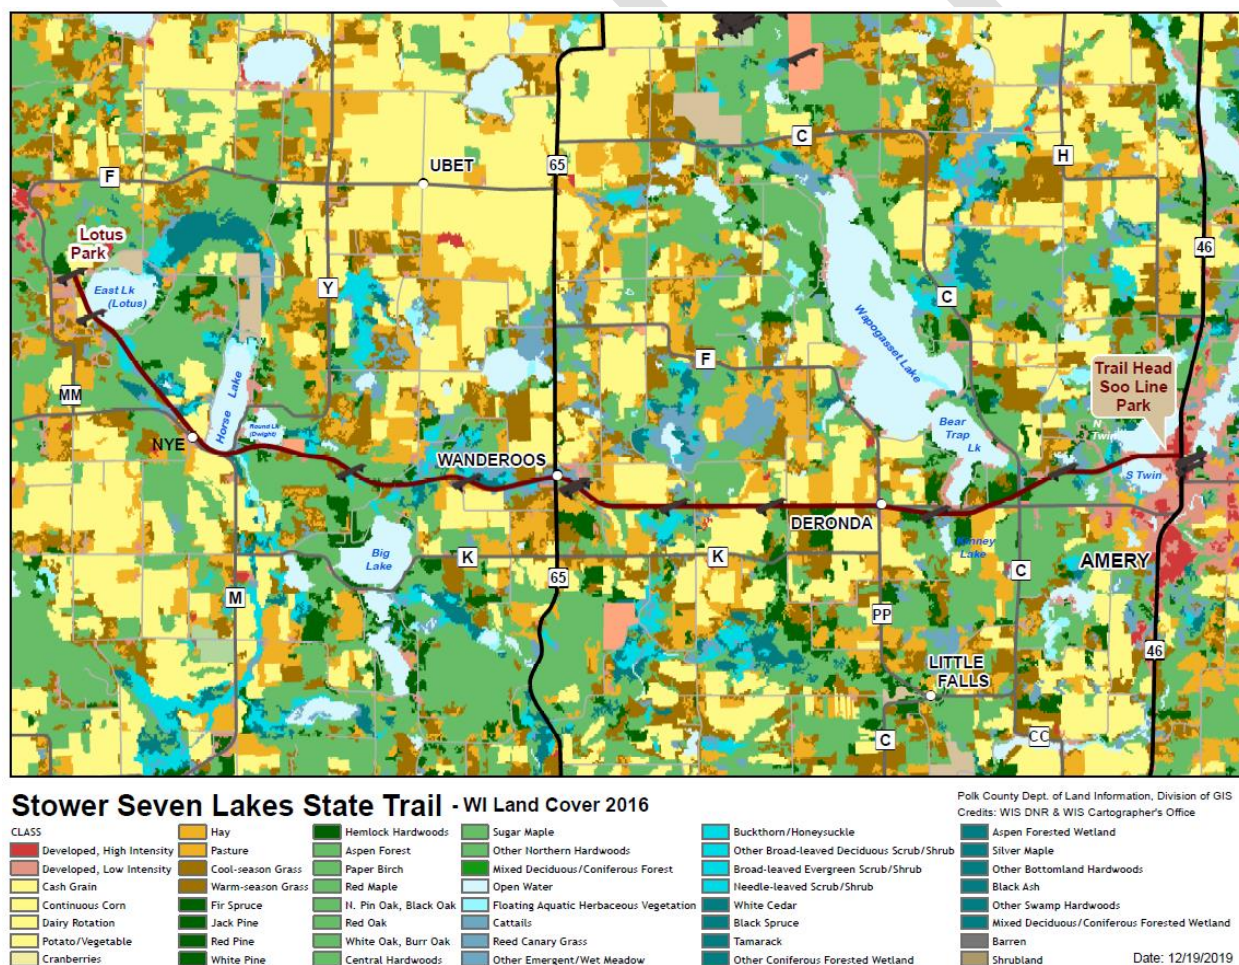 C
65
H
UBET
F
Lotus
Park
46
East Lk
(Lotus)
Y
C
Wapogasset Lake
F
Trail Head
Soo Line
Park
MM
Horse Lake
Round Lk
(Dwight)
N
Twin
Bear
Trap
Lk
NYE
WANDEROOS
S Twin
DERONDA
Kinney
Lake
Big
Lake
K
K
AMERY
65
C
M
PP
46
LITTLE
FALLS
C
CC
Stower Seven Lakes State Trail - WI Land Cover 2016
Polk County Dept. of Land Information, Division of GIS
Credits: WIS DNR & WIS Cartographer's Office
CLASS
Developed, High Intensity
Developed, Low Intensity
Cash Grain
Continuous Corn
Dairy Rotation
Potato/Vegetable
Cranberries
Hay
Pasture
Cool-season Grass
Warm-season Grass
Fir Spruce
Jack Pine
Red Pine
White Pine
Hemlock Hardwoods
Aspen Forest
Paper Birch
Red Maple
N. Pin Oak, Black Oak
Red Oak
White Oak, Burr Oak
Central Hardwoods
Sugar Maple
Other Northern Hardwoods
Mixed Deciduous/Coniferous Forest
Open Water
Floating Aquatic Herbaceous Vegetation
Cattails
Reed Canary Grass
Other Emergent/Wet Meadow
Buckthorn/Honeysuckle
Other Broad-leaved Deciduous Scrub/Shrub
Broad-leaved Evergreen Scrub/Shrub
Needle-leaved Scrub/Shrub
White Cedar
Black Spruce
Tamarack
Other Coniferous Forested Wetland
Aspen Forested Wetland
Silver Maple
Other Bottomland Hardwoods
Black Ash
Other Swamp Hardwoods
Mixed Deciduous/Coniferous Forested Wetland
Barren
Shrubland
Date: 12/19/2019